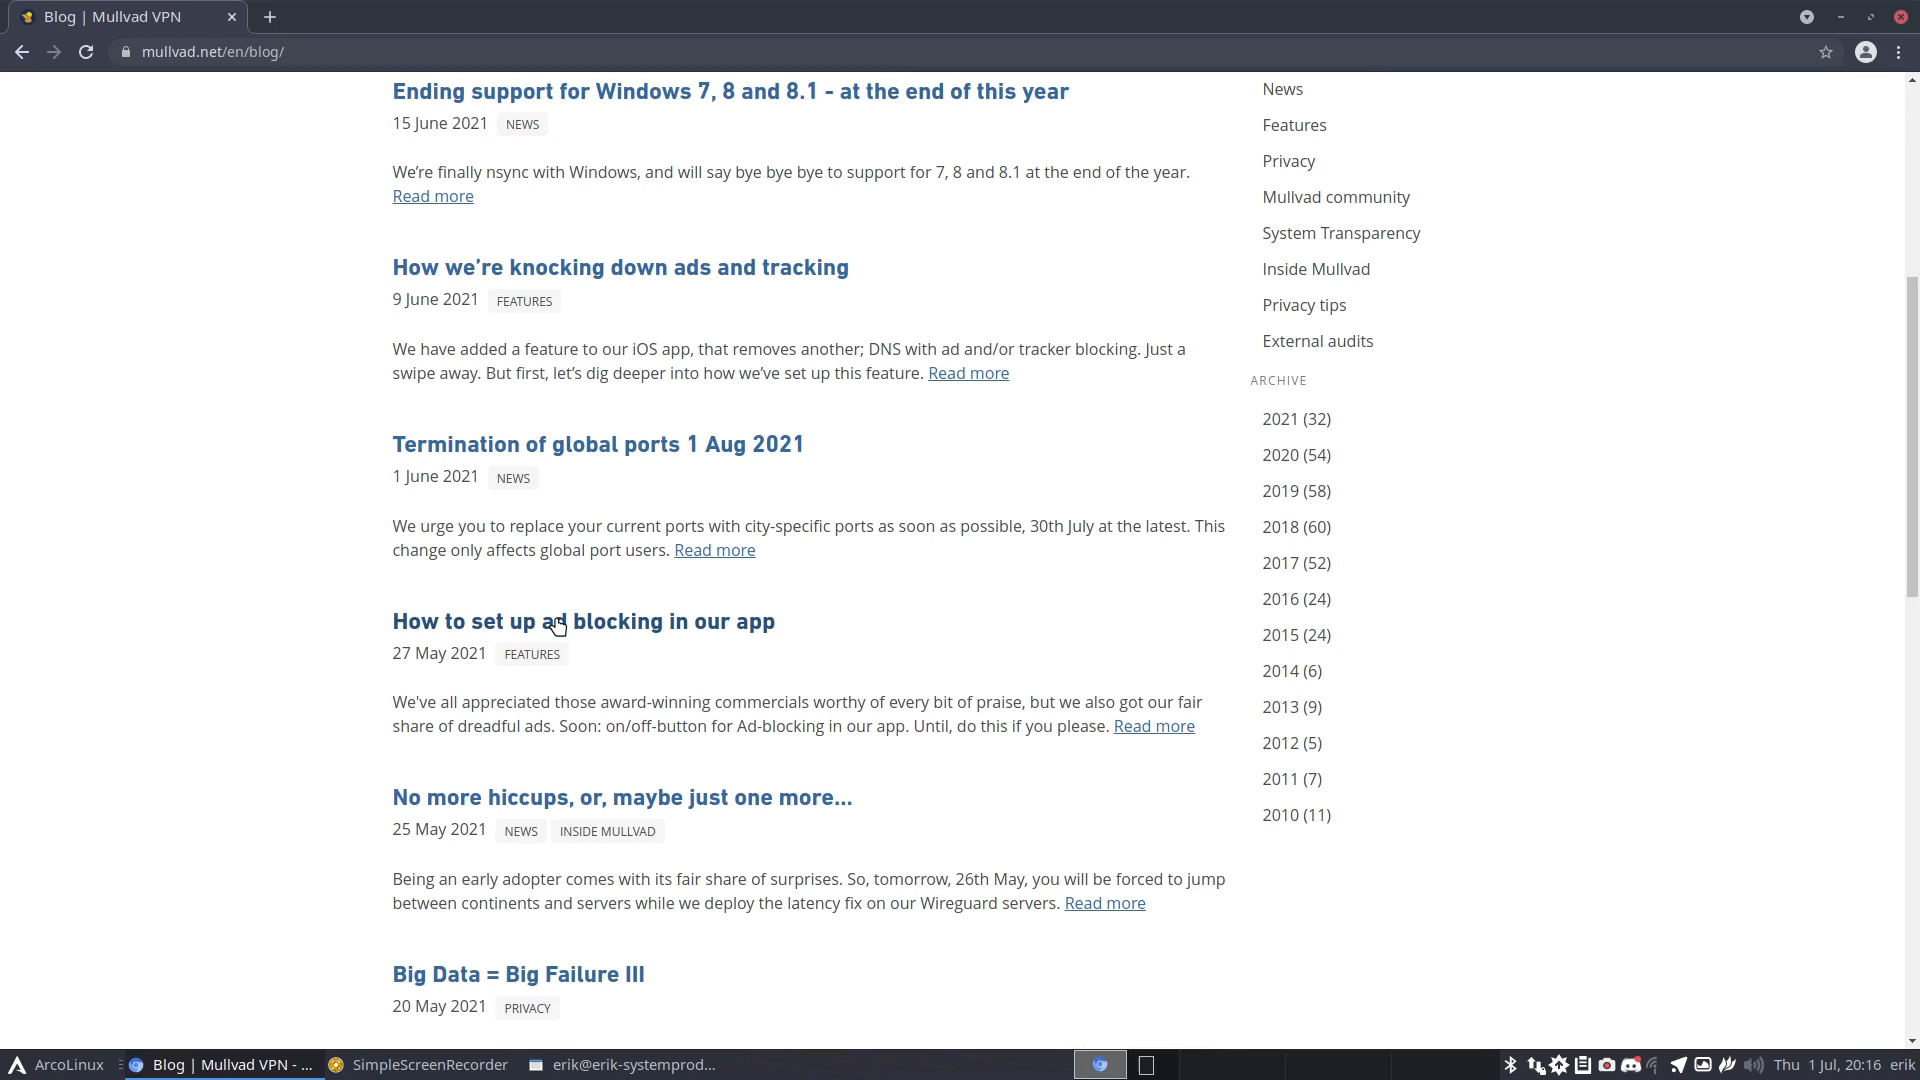 Blog | Mullvad VPN
mullvad.net/en/blog/
Ending support for Windows 7, 8 and 8.1 - at the end of this year
15 June 2021 NEWS
We’re finally nsync with Windows, and will say bye bye bye to support for 7, 8 and 8.1 at the end of the year.
Read more
How we’re knocking down ads and tracking
9 June 2021 FEATURES
We have added a feature to our iOS app, that removes another; DNS with ad and/or tracker blocking. Just a
swipe away. But first, let’s dig deeper into how we’ve set up this feature. Read more
Termination of global ports 1 Aug 2021
1 June 2021 NEWS
We urge you to replace your current ports with city-specific ports as soon as possible, 30th July at the latest. This
change only affects global port users. Read more
How to set up ad blocking in our app
27 May 2021 FEATURES
We've all appreciated those award-winning commercials worthy of every bit of praise, but we also got our fair
share of dreadful ads. Soon: on/off-button for Ad-blocking in our app. Until, do this if you please. Read more
No more hiccups, or, maybe just one more...
25 May 2021 NEWS INSIDE MULLVAD
Being an early adopter comes with its fair share of surprises. So, tomorrow, 26th May, you will be forced to jump
between continents and servers while we deploy the latency fix on our Wireguard servers. Read more
Big Data = Big Failure III
20 May 2021 PRIVACY
News
Features
Privacy
Mullvad community
System Transparency
Inside Mullvad
Privacy tips
External audits
ARCHIVE
2021 (32)
2020 (54)
2019 (58)
2018 (60)
2017 (52)
2016 (24)
2015 (24)
2014 (6)
2013 (9)
2012 (5)
2011 (7)
2010 (11)
ArcoLinux Blog | Mullvad VPN - ... SimpleScreenRecorder erik@erik-systemprod... Thu 1 Jul, 20:16 erik